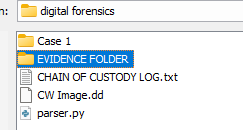 n:
digital forensics
Case 1
EVIDENCE FOLDER
CHAIN OF CUSTODY LOG.txt
CW Image.dd
parser.py